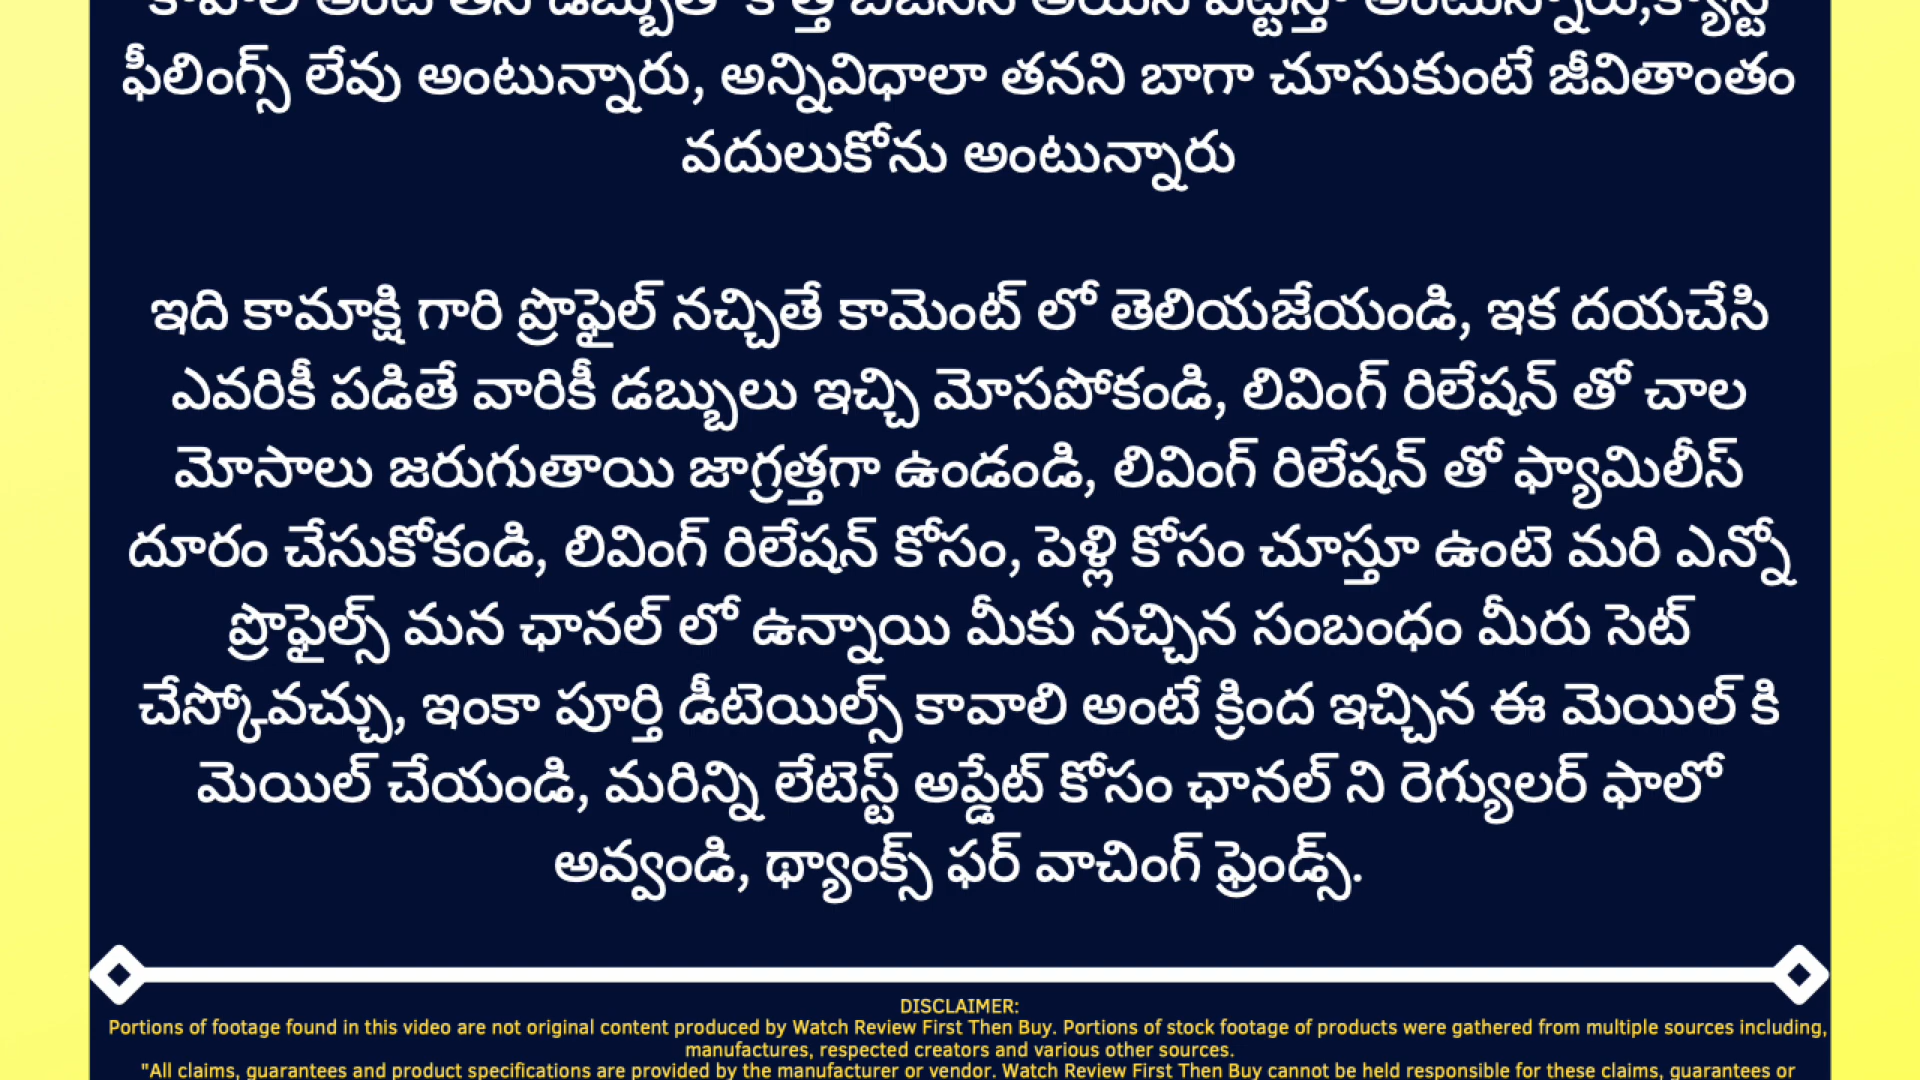 ఫీలింగ్స్ లేవు అంటున్నారు, అన్నివిధాలా తనని బాగా చూసుకుంటే జీవితాంతం
వదులుకోను అంటున్నారు
ఇది కామాక్షి గారి ప్రొఫైల్ నచ్చితే కామెంట్ లో తెలియజేయండి, ఇక దయచేసి
ఎవరికీ పడితే వారికీ డబ్బులు ఇచ్చి మోసపోకండి, లివింగ్ రిలేషన్ తో చాల
మోసాలు జరుగుతాయి జాగ్రత్తగా ఉండండి, లివింగ్ రిలేషన్ తో ఫ్యామిలీస్
దూరం చేసుకోకండి, లివింగ్ రిలేషన్ కోసం, పెళ్లి కోసం చూస్తూ ఉంటె మరి ఎన్నో
ప్రొఫైల్స్ మన ఛానల్ లో ఉన్నాయి మీకు నచ్చిన సంబంధం మీరు సెట్
చేస్కోవచ్చు, ఇంకా పూర్తి డీటెయిల్స్ కావాలి అంటే క్రింద ఇచ్చిన ఈ మెయిల్ కి
మెయిల్ చేయండి, మరిన్ని లేటెస్ట్ అప్డేట్ కోసం ఛానల్ ని రెగ్యులర్ ఫాలో
అవ్వండి, థ్యాంక్స్ ఫర్ వాచింగ్ ఫ్రెండ్స్.
DISCLAIMER:
Portions of footage found in this video are not original content produced by Watch Review First Then Buy. Portions of stock footage of products were gathered from multiple sources including,
manufactures, respected creators and various other sources.
"All claims, guarantees and product specifications are provided by the manufacturer or vendor. Watch Review First Then Buy cannot be held responsible for these claims, guarantees or